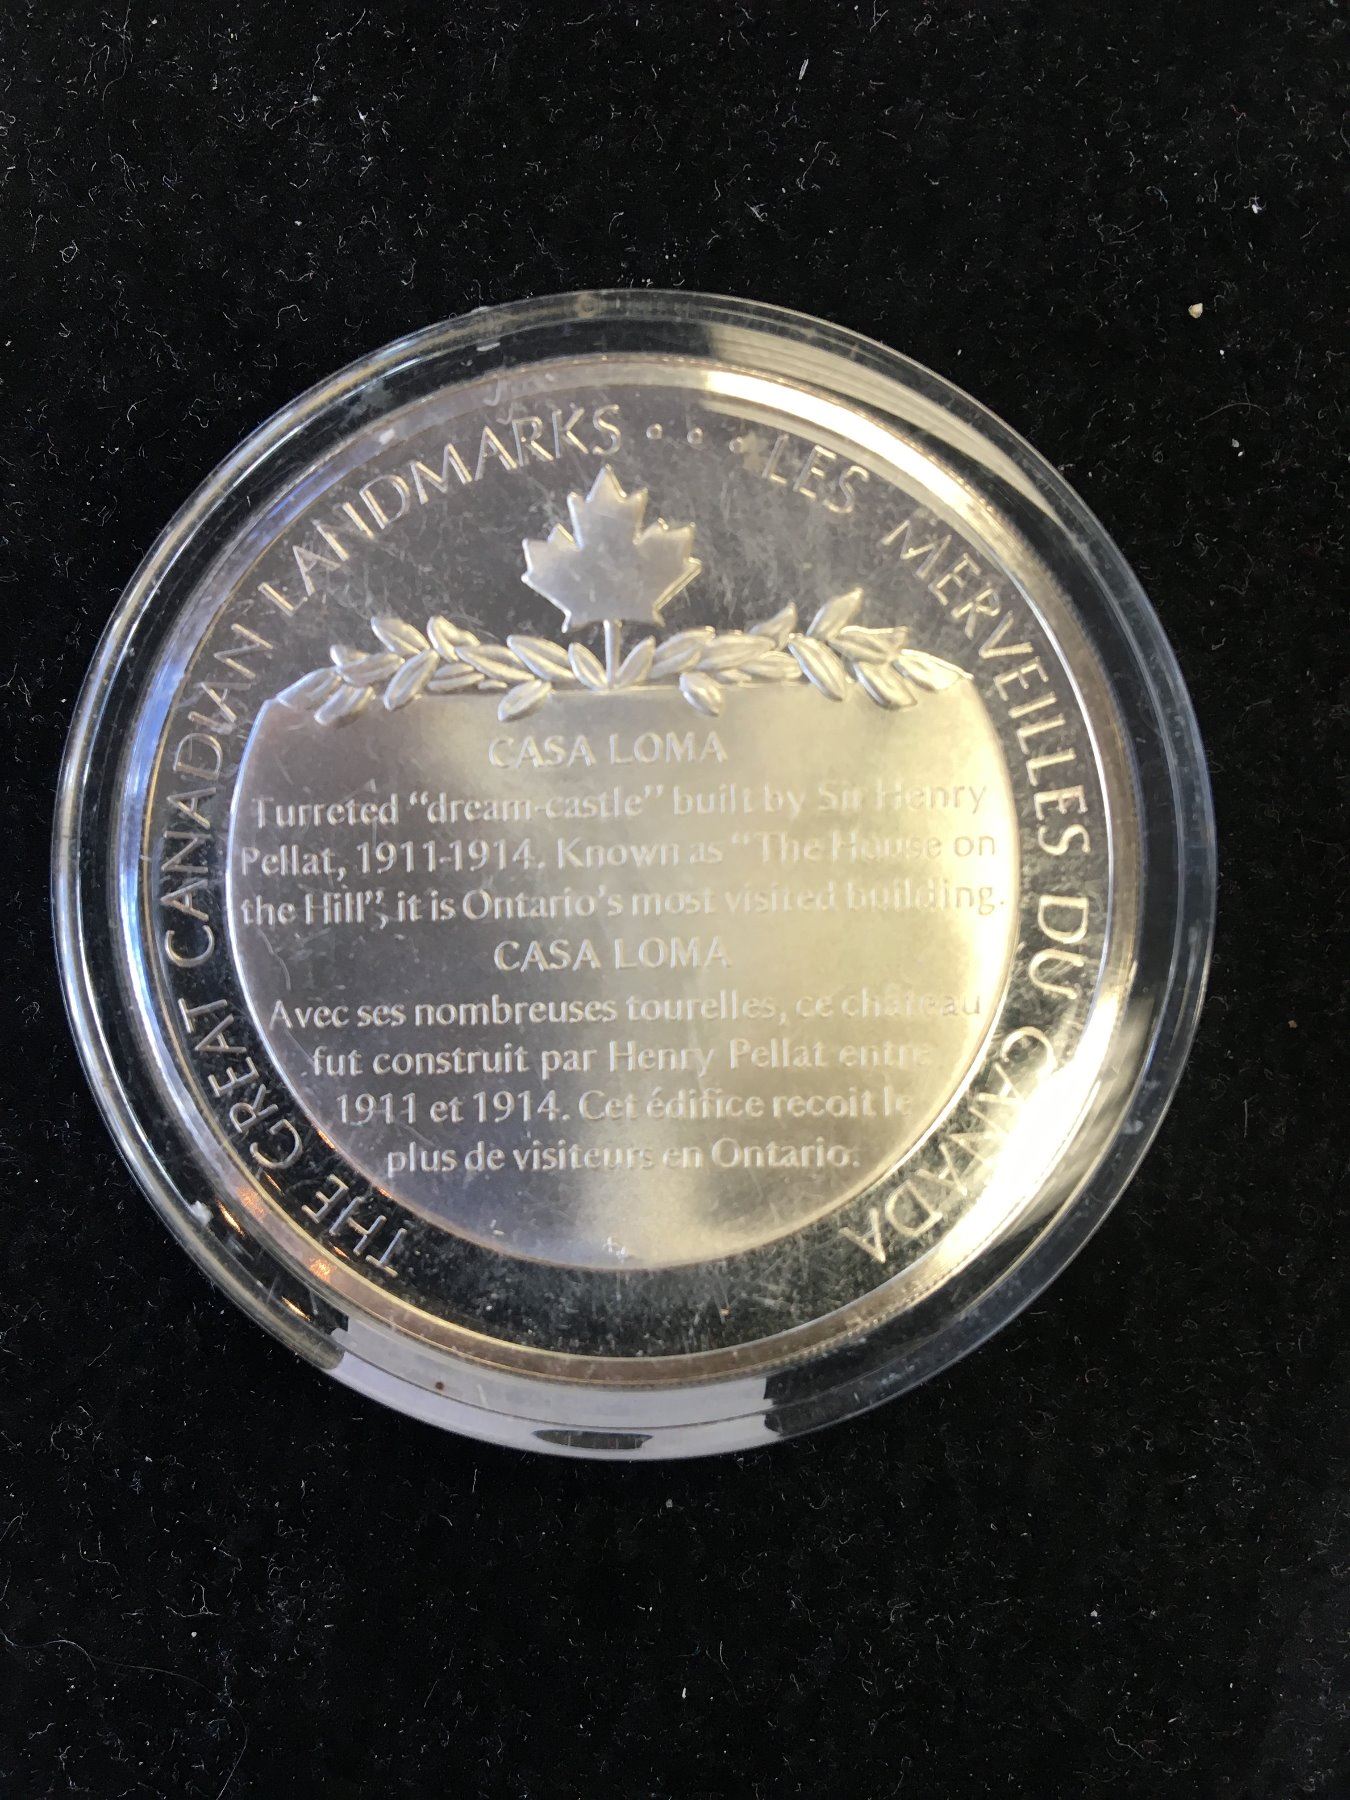 THE GREAT CANADIAN LANDMARKS . . . LES MERVEILLES DU CANADA
CASA LOMA
Turreted “dream-castle” built by Sir Henry
Pellat, 1911-1914. Known as “The House on
the Hill”, it is Ontario’s most visited building.
CASA LOMA
Avec ses nombreuses tourelles, ce château
fut construit par Henry Pellat entre
1911 et 1914. Cet édifice recoit le
plus de visiteurs en Ontario.